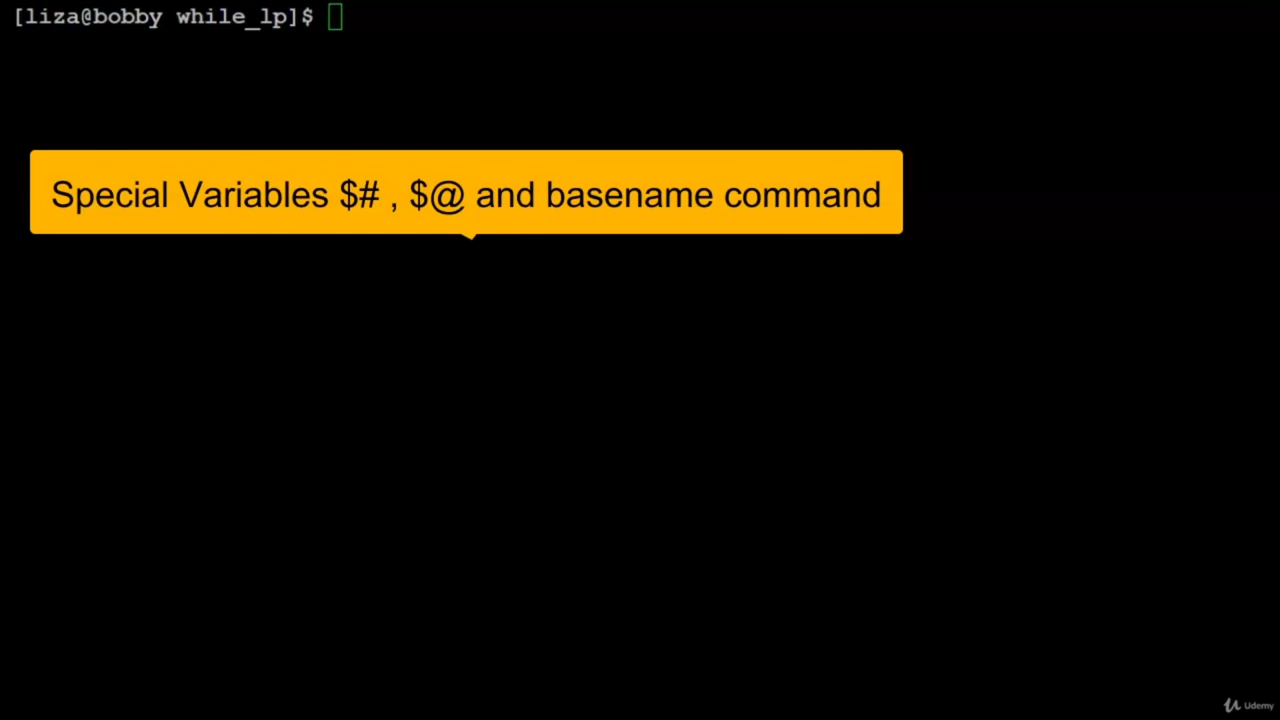 [liza@bobby while_lp]$
Special Variables $# , $@ and basename command
Udemy